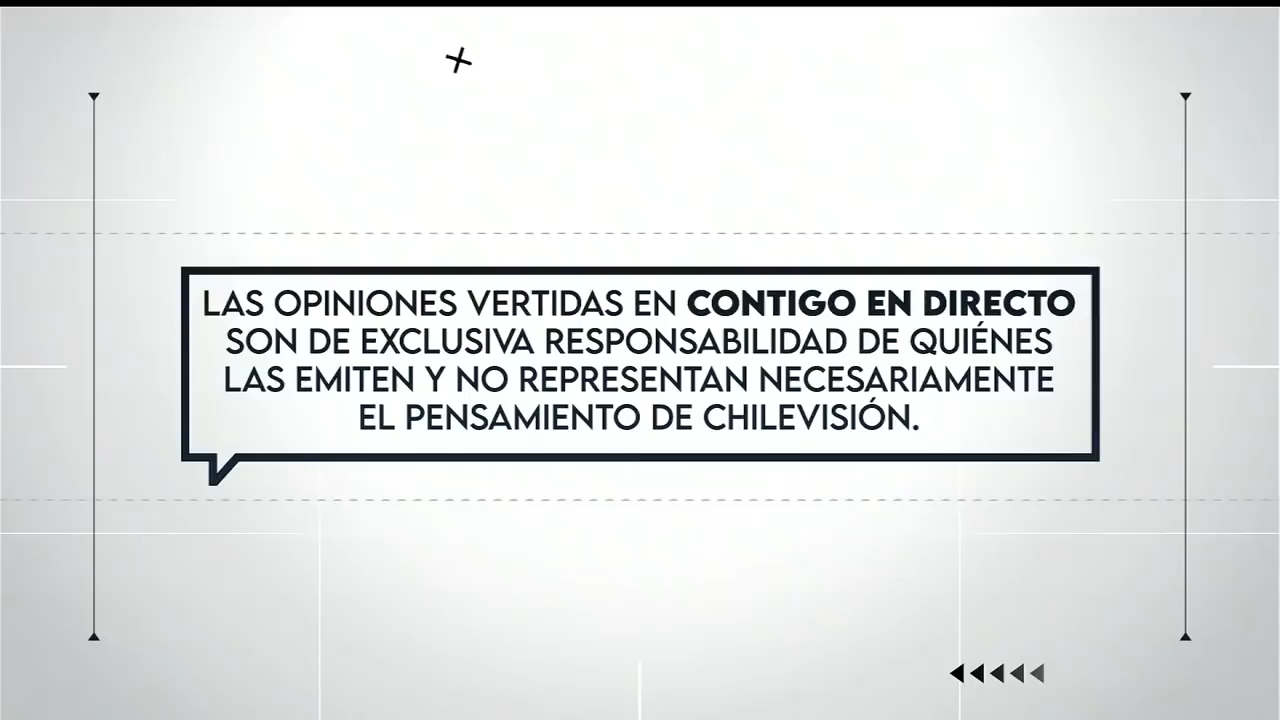 LAS OPINIONES VERTIDAS EN CONTIGO EN DIRECTO
SON DE EXCLUSIVA RESPONSABILIDAD DE QUIÉNES
LAS EMITEN Y NO REPRESENTAN NECESARIAMENTE
EL PENSAMIENTO DE CHILEVISIÓN.